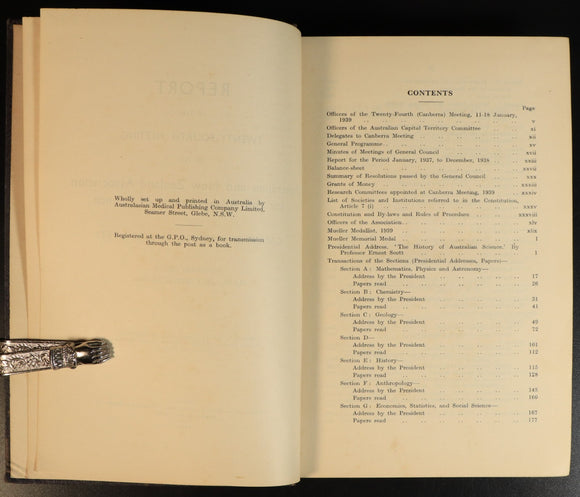 Wholly set up and printed in Australia by
Australasian Medical Publishing Company Limited,
Seamer Street, Glebe, N.S.W.
Registered at the G.P.O., Sydney, for transmission
through the post as a book.
CONTENTS
Page
Officers of the Twenty-Fourth (Canberra) Meeting, 11-18 January,
1939 .. v
Officers of the Australian Capital Territory Committee .. xi
Delegates to Canberra Meeting .. xii
General Programme .. xv
Minutes of Meetings of General Council .. xvii
Report for the Period January, 1937, to December, 1938 .. xxiii
Balance-sheet .. xxvii
Summary of Resolutions passed by the General Council .. xxx
Grants of Money .. xxxiii
Research Committees appointed at Canberra Meeting, 1939 .. xxxiv
List of Societies and Institutions referred to in the Constitution,
Article 7 (i) .. xxxv
Constitution and By-laws and Rules of Procedure .. xxxviii
Officers of the Association .. xlv
Mueller Medallist, 1939 .. xlix
Mueller Memorial Medal .. l
Presidential Address. 'The History of Australian Science.' By
Professor Ernest Scott .. 1
Transactions of the Sections (Presidential Addresses, Papers)—
Section A: Mathematics, Physics and Astronomy—
Address by the President .. 17
Papers read .. 26
Section B: Chemistry—
Address by the President .. 31
Papers read .. 41
Section C: Geology—
Address by the President .. 49
Papers read .. 72
Section D—
Address by the President .. 101
Papers read .. 112
Section E: History—
Address by the President .. 115
Papers read .. 128
Section F: Anthropology—
Address by the President .. 145
Papers read .. 166
Section G: Economics, Statistics, and Social Science—
Address by the President .. 167
Papers read .. 177